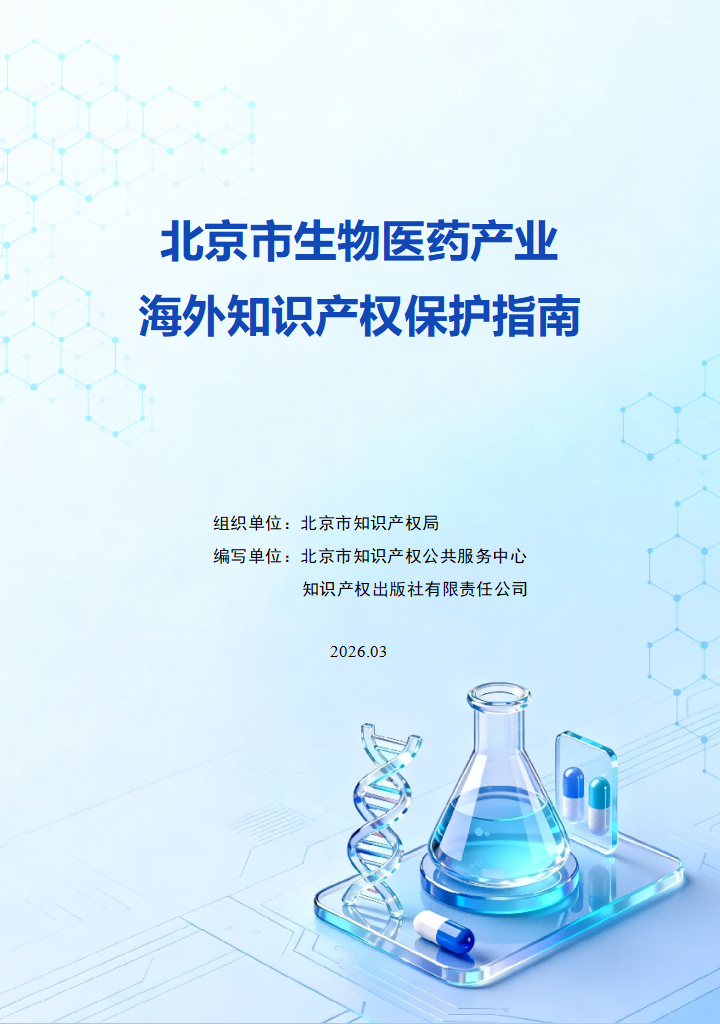 北京市生物医药产业
海外知识产权保护指南
组织单位：北京市知识产权局
编写单位：北京市知识产权公共服务中心
知识产权出版社有限责任公司
2026.03